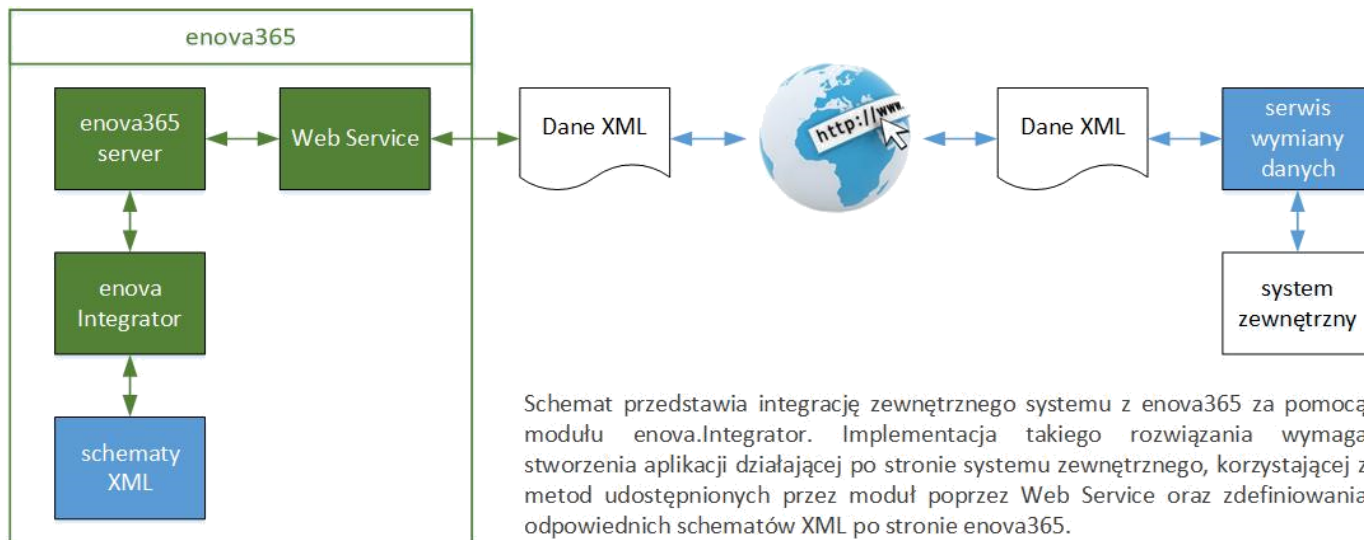 enova365
enova365
server
Web Service
Dane XML
http://www.
Dane XML
serwis
wymiany
danych
enova
Integrator
system
zewnętrzny
schematy
XML
Schemat przedstawia integrację zewnętrznego systemu z enova365 za pomocą
modułu enova.Integrator. Implementacja takiego rozwiązania wymaga
stworzenia aplikacji działającej po stronie systemu zewnętrznego, korzystającej z
metod udostępnionych przez moduł poprzez Web Service oraz zdefiniowania
odpowiednich schematów XML po stronie enova365.